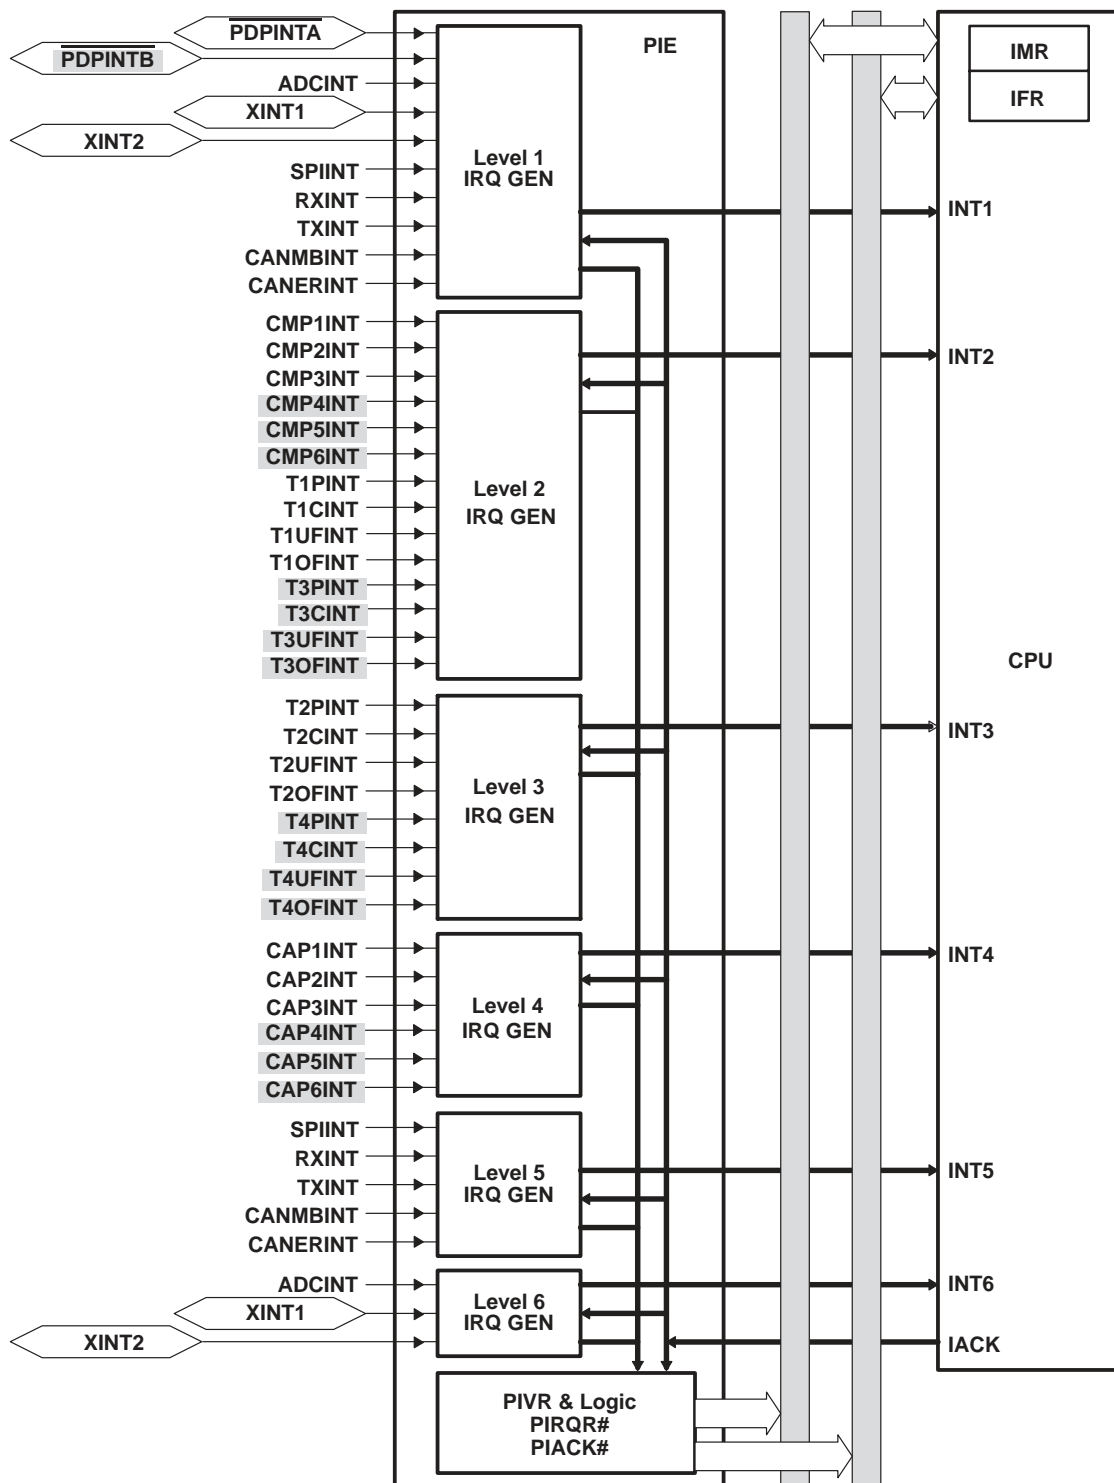 PDPINTA
PIE
PDPINTB
IMR
ADCINT
IFR
XINT1
XINT2
Level 1
IRQ GEN
SPIINT
RXINT
INT1
TXINT
CANMBINT
CANERINT
CMP1INT
CMP2INT
INT2
CMP3INT
CMP4INT
CMP5INT
CMP6INT
T1PINT
Level 2
IRQ GEN
T1CINT
T1UFINT
T1OFINT
T3PINT
T3CINT
T3UFINT
T3OFINT
CPU
T2PINT
T2CINT
INT3
T2UFINT
T2OFINT
Level 3
IRQ GEN
T4PINT
T4CINT
T4UFINT
T4OFINT
CAP1INT
INT4
CAP2INT
CAP3INT
Level 4
IRQ GEN
CAP4INT
CAP5INT
CAP6INT
SPIINT
RXINT
Level 5
IRQ GEN
INT5
TXINT
CANMBINT
CANERINT
ADCINT
INT6
XINT1
Level 6
IRQ GEN
XINT2
IACK
PIVR & Logic
PIRQR#
PIACK#